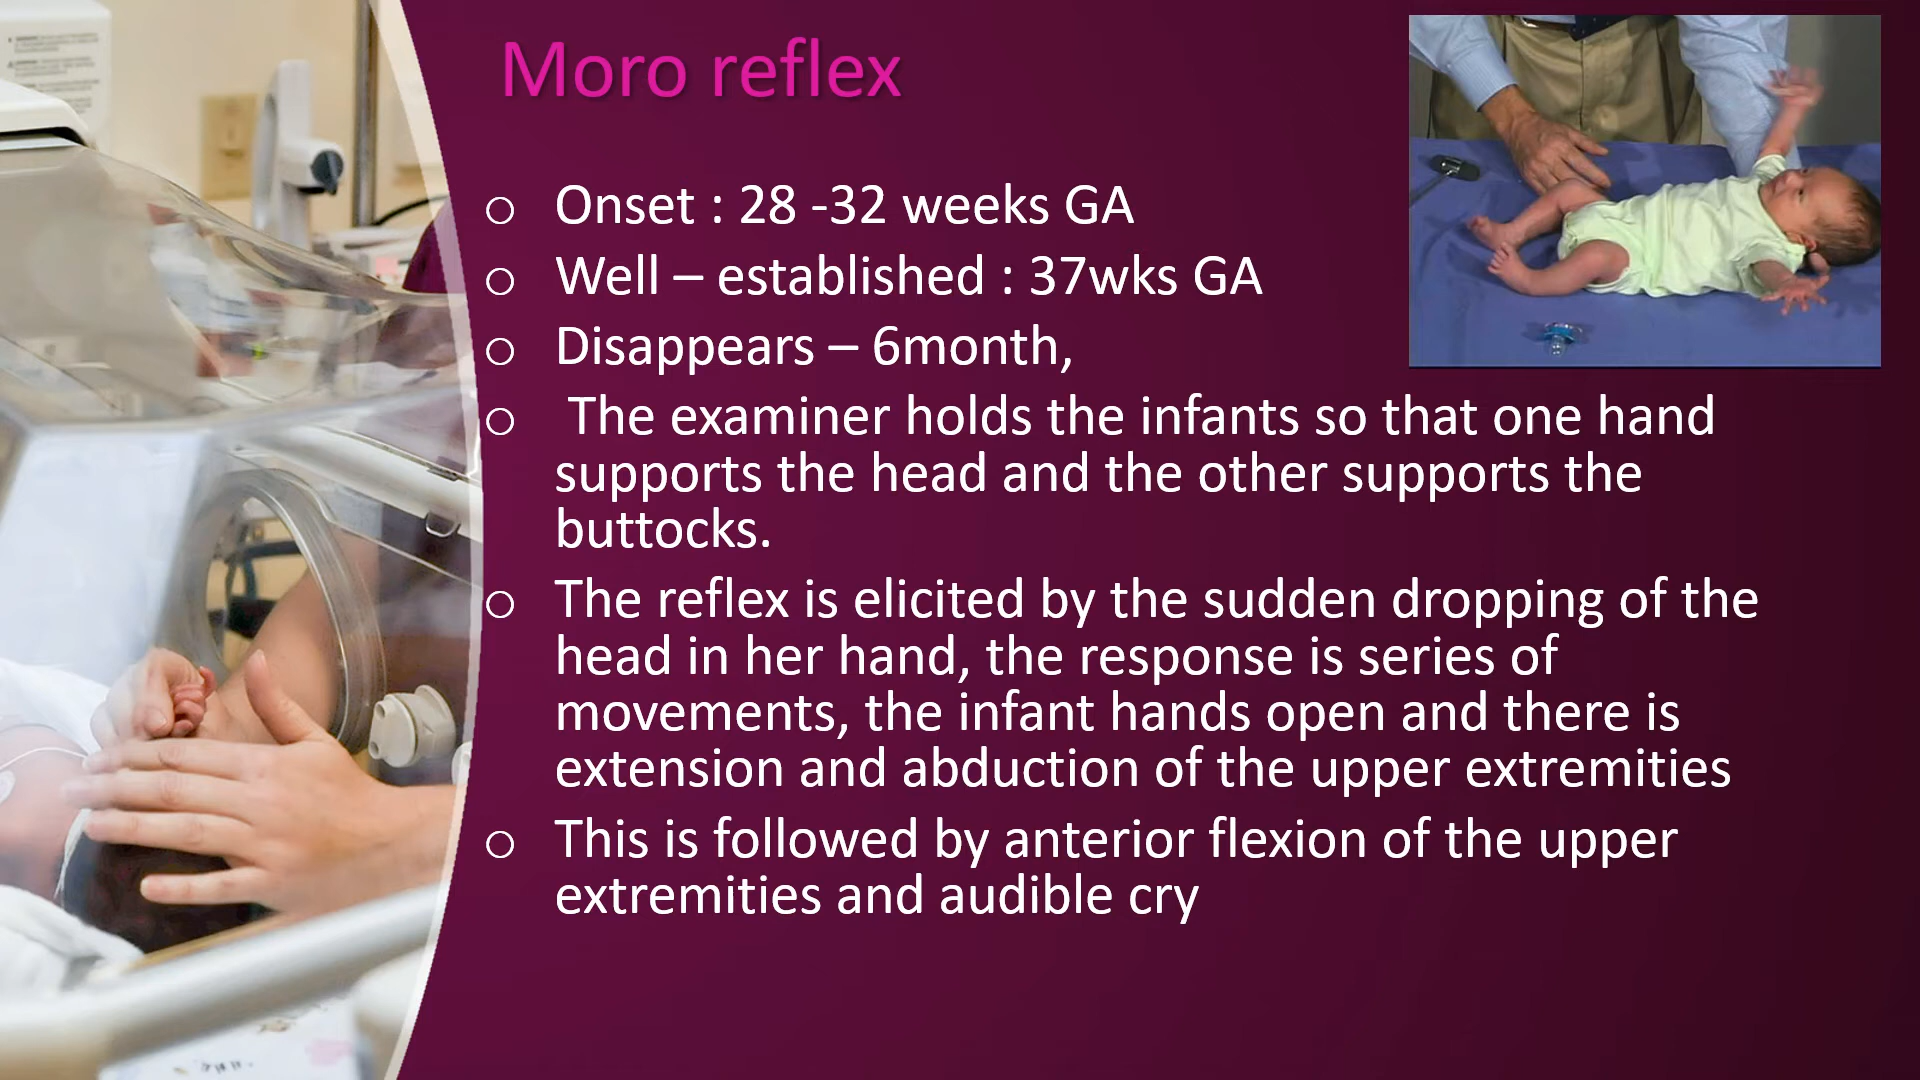 Moro reflex
Onset : 28 -32 weeks GA
Well – established : 37wks GA
Disappears – 6month,
The examiner holds the infants so that one hand
supports the head and the other supports the
buttocks.
The reflex is elicited by the sudden dropping of the
head in her hand, the response is series of
movements, the infant hands open and there is
extension and abduction of the upper extremities
This is followed by anterior flexion of the upper
extremities and audible cry